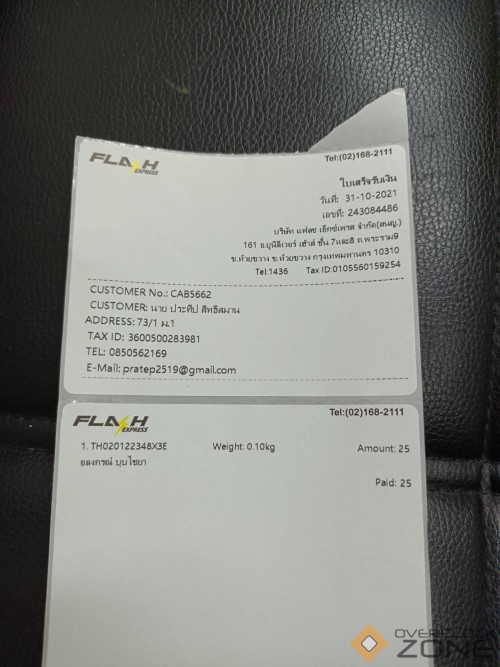 FLASH EXPRESS
Tel:(02)168-2111
ใบเสร็จรับเงิน
วันที่: 31-10-2021
เลขที่: 243084486
บริษัท แฟลช เอ็กซ์เพรส จำกัด(สนญ.)
161 อ.ยูนิลีเวอร์ เฮ้าส์ ชั้น 7และ8 ถ.พระราม9
ข.ห้วยขวาง ข.ห้วยขวาง กรุงเทพมหานคร 10310
Tel:1436 Tax ID:0105560159254
CUSTOMER No.: CAB5662
CUSTOMER: นาย ประทีป สิทธิสมาน
ADDRESS: 73/1 ม.1
TAX ID: 3600500283981
TEL: 0850562169
E-Mail: pratep2519@gmail.com
FLASH EXPRESS
Tel:(02)168-2111
1. TH020122348X3E Weight: 0.10kg Amount: 25
อลงกรณ์ บุบไชยา
Paid: 25
OVERCLOCK
ZONE